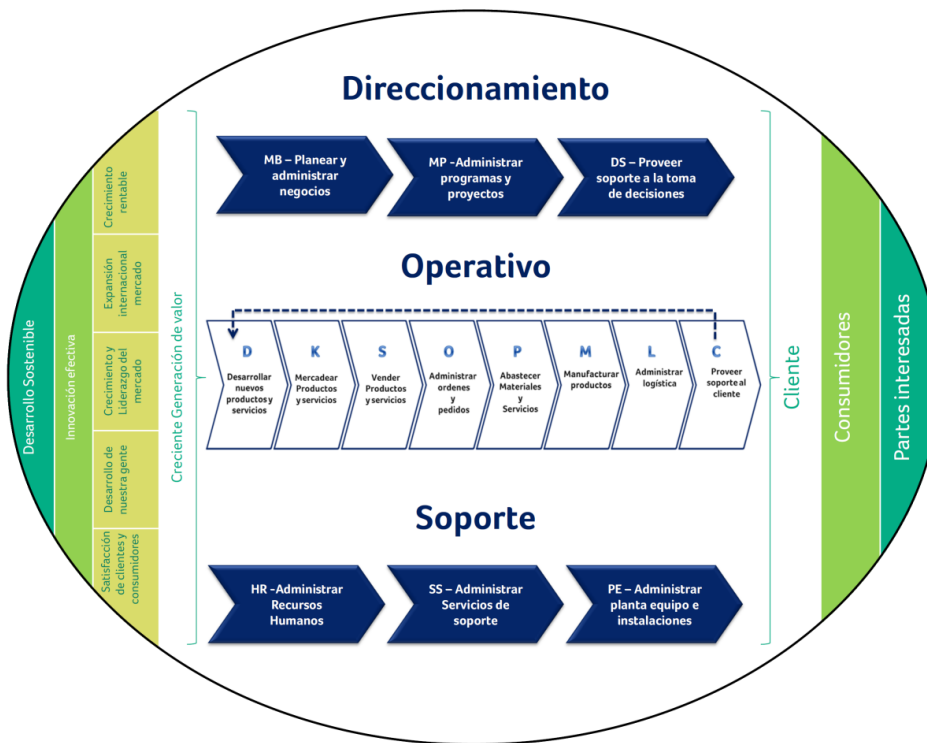 Direccionamiento
MB – Planear y
administrar
negocios
MP -Administrar
programas y
proyectos
DS – Proveer
soporte a la toma
de decisiones
Desarrollo Sostenible
Innovación efectiva
Crecimiento
rentable
Expansión
internacional
mercado
Crecimiento y
Liderazgo del
mercado
Desarrollo de
nuestra gente
Satisfacción
de clientes y
consumidores
Creciente Generación de valor
Operativo
D
Desarrollar
nuevos
productos y
servicios
K
Mercadear
Productos
y servicios
S
Vender
Productos
y servicios
O
Administrar
ordenes
y
pedidos
P
Abastecer
Materiales
y
Servicios
M
Manufacturar
productos
L
Administrar
logística
C
Proveer
soporte al
cliente
Cliente
Consumidores
Partes interesadas
Soporte
HR -Administrar
Recursos
Humanos
SS – Administrar
Servicios de
soporte
PE – Administrar
planta equipo e
instalaciones